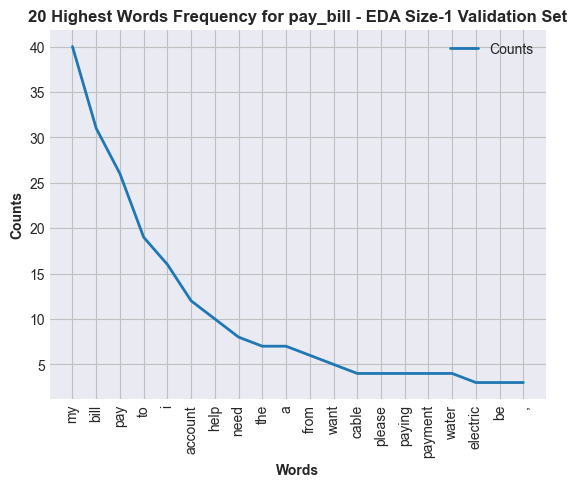 20 Highest Words Frequency for pay_bill - EDA Size-1 Validation Set
Counts
40
35
30
25
20
15
10
5
Counts
my
bill
pay
to
i
account
help
need
the
a
from
want
cable
please
paying
payment
water
electric
be
,
Words